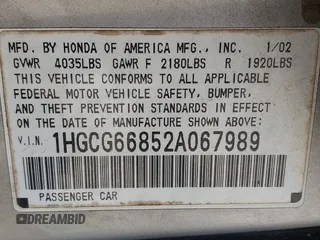 MFD. BY HONDA OF AMERICA MFG., INC. 1/02
GVWR 4035LBS GAWR F 2180LBS R 1920LBS
THIS VEHICLE CONFORMS TO ALL APPLICABLE
FEDERAL MOTOR VEHICLE SAFETY, BUMPER,
AND THEFT PREVENTION STANDARDS IN EFFECT
ON THE DATE OF MANUFACTURE SHOWN ABOVE:
V.I.N. 1HGCG66852A067989
PASSENGER CAR
DREAMBID